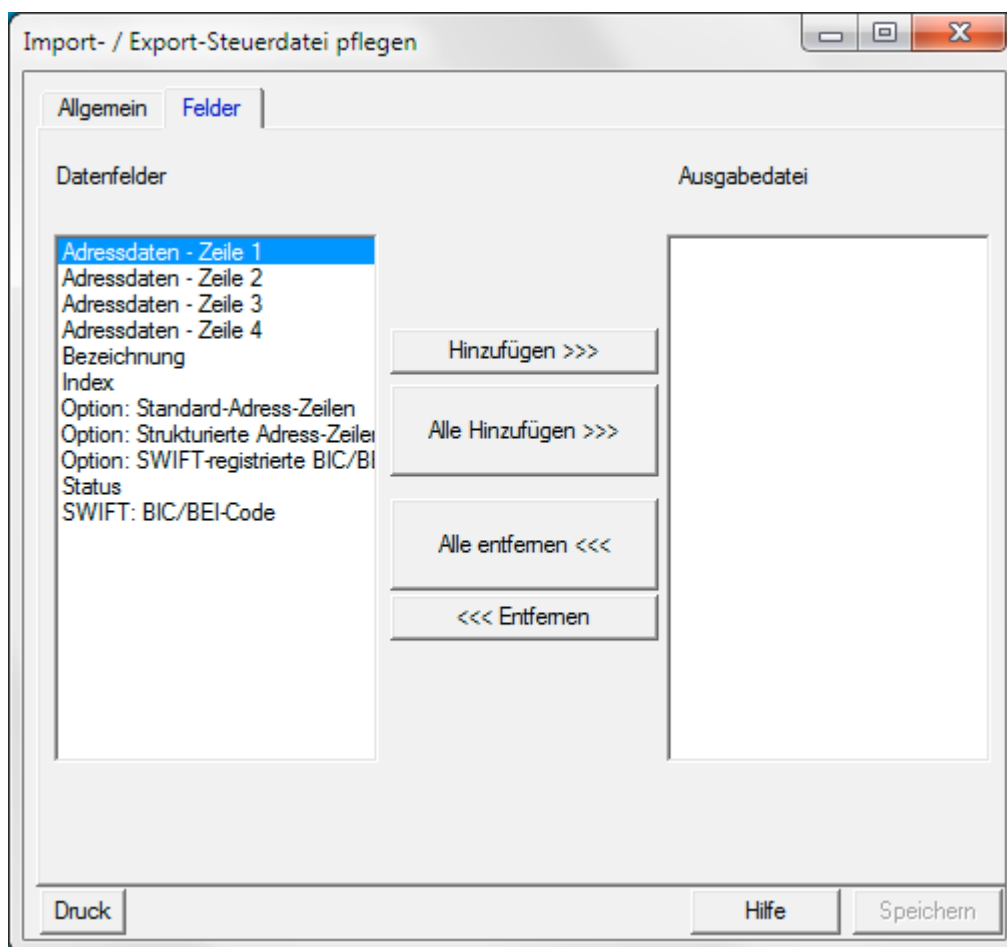 Import- / Export-Steuerdatei pflegen
Allgemein
Felder
Datenfelder
Ausgabedatei
Adressdaten - Zeile 1
Adressdaten - Zeile 2
Adressdaten - Zeile 3
Adressdaten - Zeile 4
Bezeichnung
Index
Option: Standard-Adress-Zeilen
Option: Strukturierte Adress-Zeilen
Option: SWIFT-registrierte BIC/BE
Status
SWIFT: BIC/BEI-Code
Hinzufügen >>>
Alle Hinzufügen >>>
Alle entfernen <<<
<<< Entfernen
Druck
Hilfe
Speichern